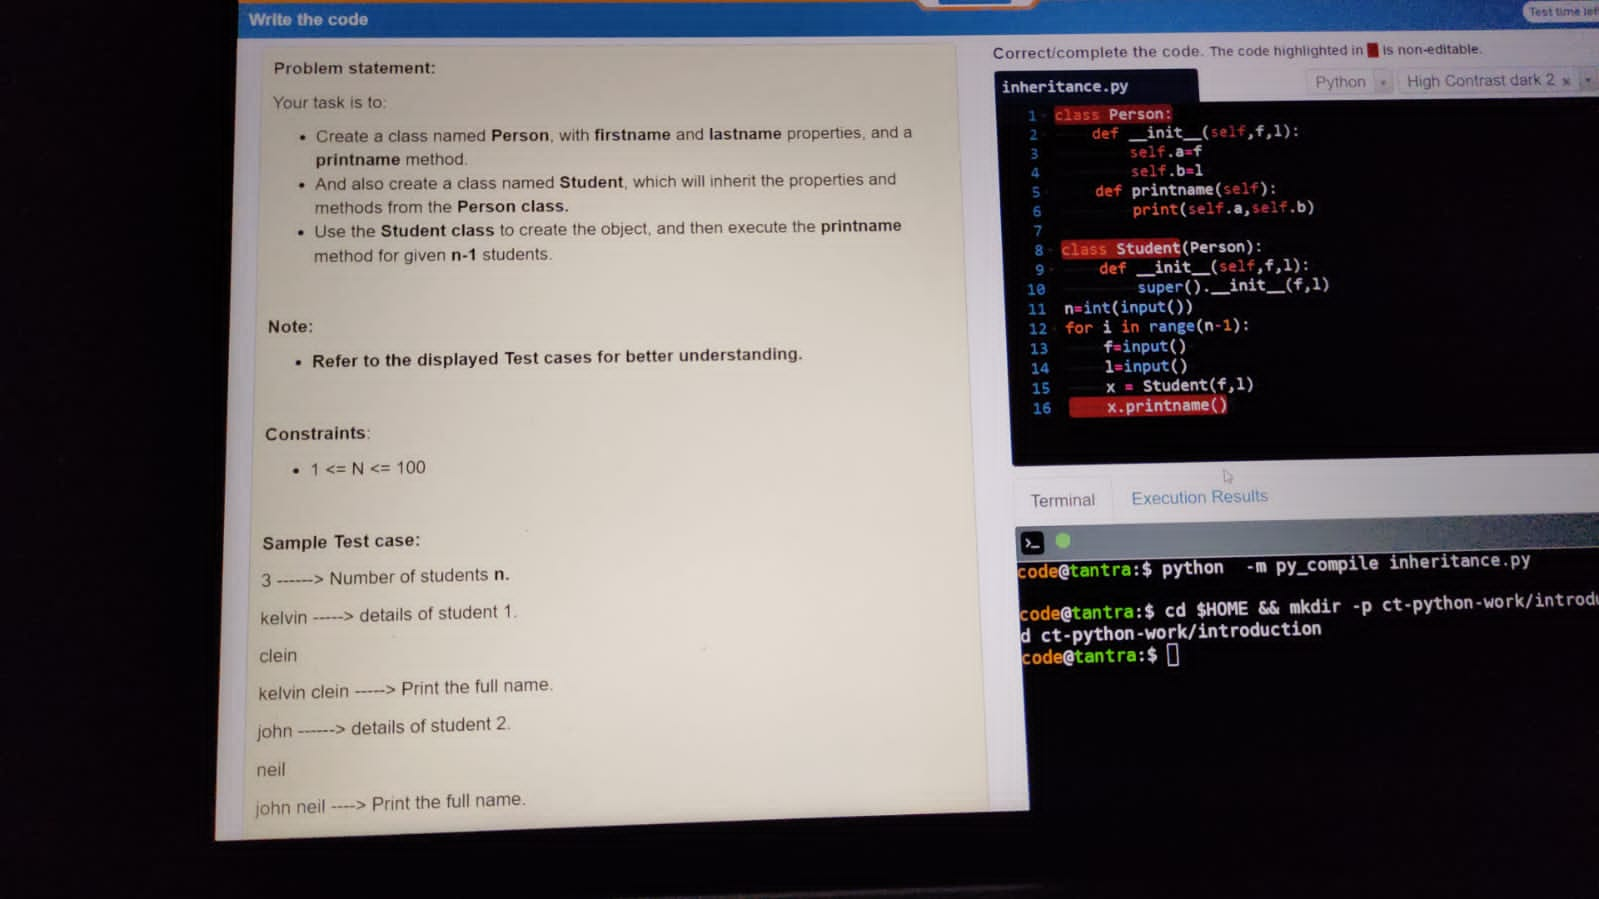 Write the code
Test time
Problem statement:
Your task is to:
• Create a class named Person, with firstname and lastname properties, and a
printname method.
• And also create a class named Student, which will inherit the properties and
methods from the Person class.
• Use the Student class to create the object, and then execute the printname
method for given n-1 students.
Note:
• Refer to the displayed Test cases for better understanding.
Constraints:
• 1 <= N <= 100
Sample Test case:
3 ------> Number of students n.
kelvin -----> details of student 1.
clein
kelvin clein -----> Print the full name.
john ------> details of student 2.
neil
john neil ----> Print the full name.
Correct/complete the code. The code highlighted in is non-editable.
inheritance.py
Python
High Contrast dark 2 ×
1 class Person:
2 def __init__(self,f,l):
3 self.a=f
4 self.b=l
5 def printname(self):
6 print(self.a,self.b)
7
8 class Student(Person):
9 def __init__(self,f,l):
10 super().__init__(f,l)
11 n=int(input())
12 for i in range(n-1):
13 f=input()
14 l=input()
15 x = Student(f,l)
16 x.printname()
Terminal
Execution Results
>_
code@tantra:$ python -m py_compile inheritance.py
code@tantra:$ cd $HOME && mkdir -p ct-python-work/introdu
d ct-python-work/introduction
code@tantra:$